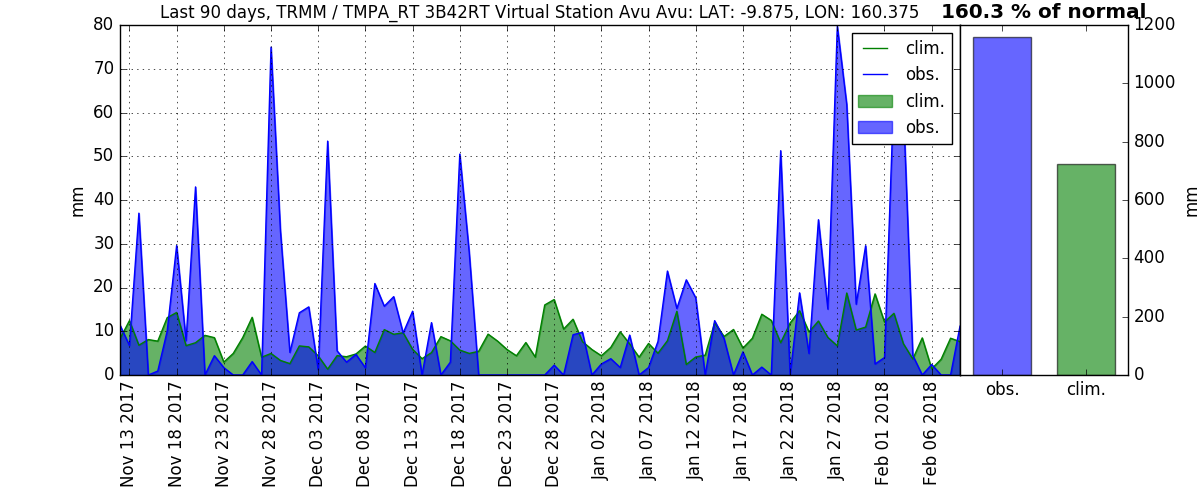 Last 90 days, TRMM / TMPA_RT 3B42RT Virtual Station Avu Avu: LAT: -9.875, LON: 160.375
160.3 % of normal
80
70
60
50
40
30
20
10
0
mm
clim.
obs.
clim.
obs.
Nov 13 2017
Nov 18 2017
Nov 23 2017
Nov 28 2017
Dec 03 2017
Dec 08 2017
Dec 13 2017
Dec 18 2017
Dec 23 2017
Dec 28 2017
Jan 02 2018
Jan 07 2018
Jan 12 2018
Jan 17 2018
Jan 22 2018
Jan 27 2018
Feb 01 2018
Feb 06 2018
1200
1000
800
600
400
200
0
mm
obs.
clim.